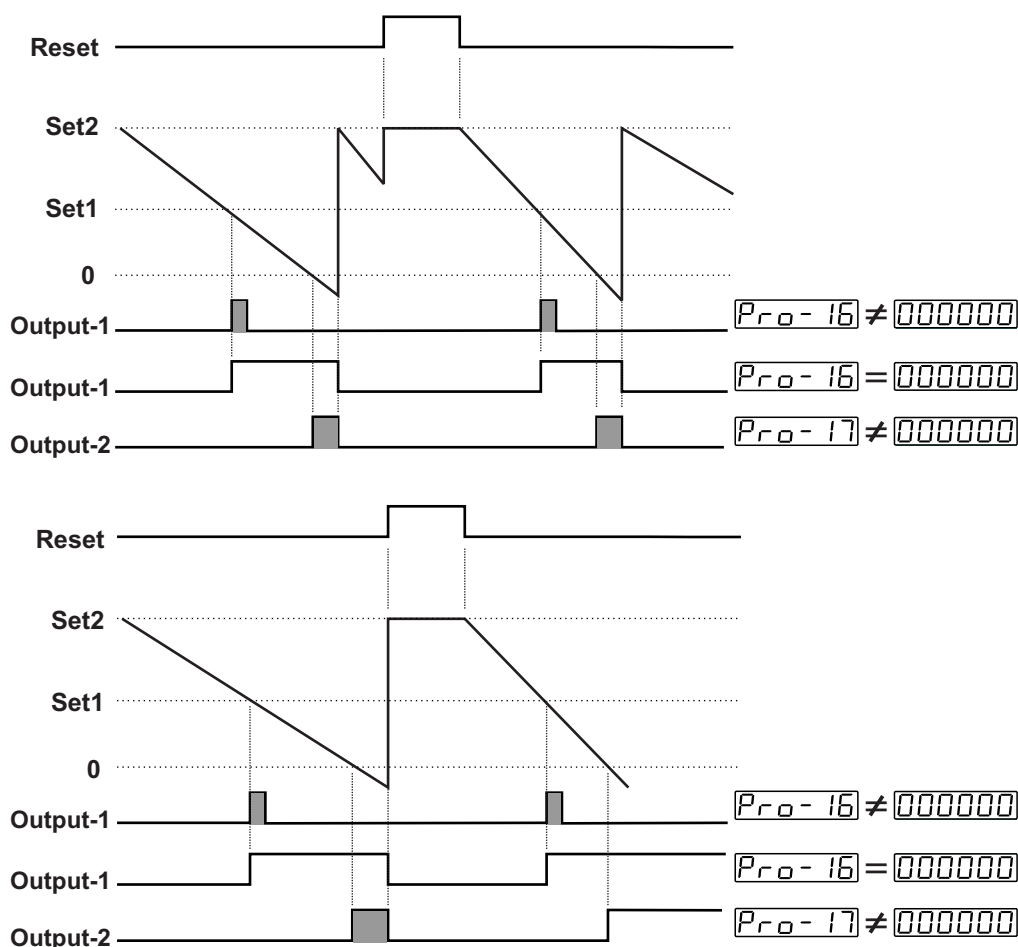 Reset
Set2
Set1
0
Output-1 Pro-16 ≠ 000000
Output-1 Pro-16 = 000000
Output-2 Pro-17 ≠ 000000
Reset
Set2
Set1
0
Output-1 Pro-16 ≠ 000000
Output-1 Pro-16 = 000000
Output-2 Pro-17 ≠ 000000